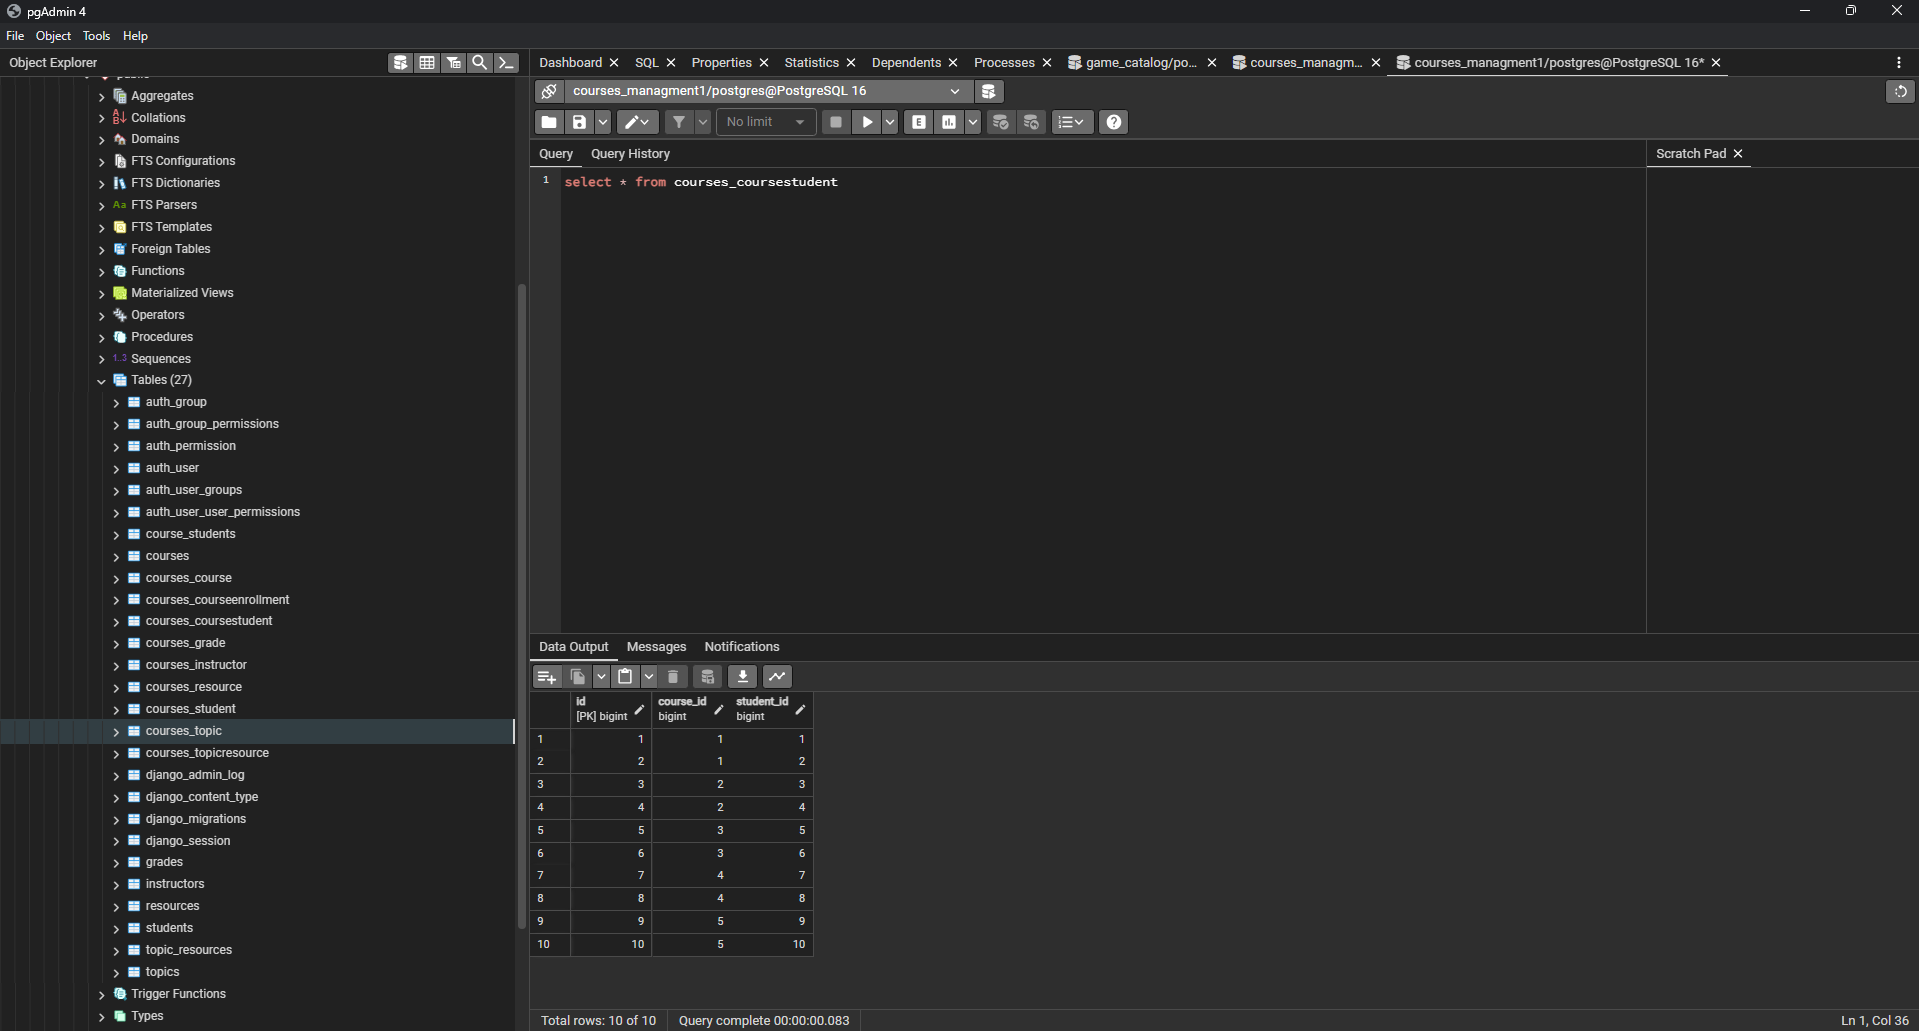 pgAdmin 4
File Object Tools Help
Object Explorer
Dashboard SQL Properties Statistics Dependents Processes game_catalog/po... courses_managm... courses_managment1/postgres@PostgreSQL 16*
public
Aggregates
Collations
Domains
FTS Configurations
FTS Dictionaries
Aa FTS Parsers
FTS Templates
Foreign Tables
Functions
Materialized Views
Operators
Procedures
1..3 Sequences
Tables (27)
auth_group
auth_group_permissions
auth_permission
auth_user
auth_user_groups
auth_user_user_permissions
course_students
courses
courses_course
courses_courseenrollment
courses_coursestudent
courses_grade
courses_instructor
courses_resource
courses_student
courses_topic
courses_topicresource
django_admin_log
django_content_type
django_migrations
django_session
grades
instructors
resources
students
topic_resources
topics
Trigger Functions
Types
courses_managment1/postgres@PostgreSQL 16
No limit E
Query Query History
Scratch Pad
1 select * from courses_coursestudent
Data Output Messages Notifications
id course_id student_id
[PK] bigint bigint bigint
1 1 1 1
2 2 1 2
3 3 2 3
4 4 2 4
5 5 3 5
6 6 3 6
7 7 4 7
8 8 4 8
9 9 5 9
10 10 5 10
Total rows: 10 of 10 Query complete 00:00:00.083 Ln 1, Col 36